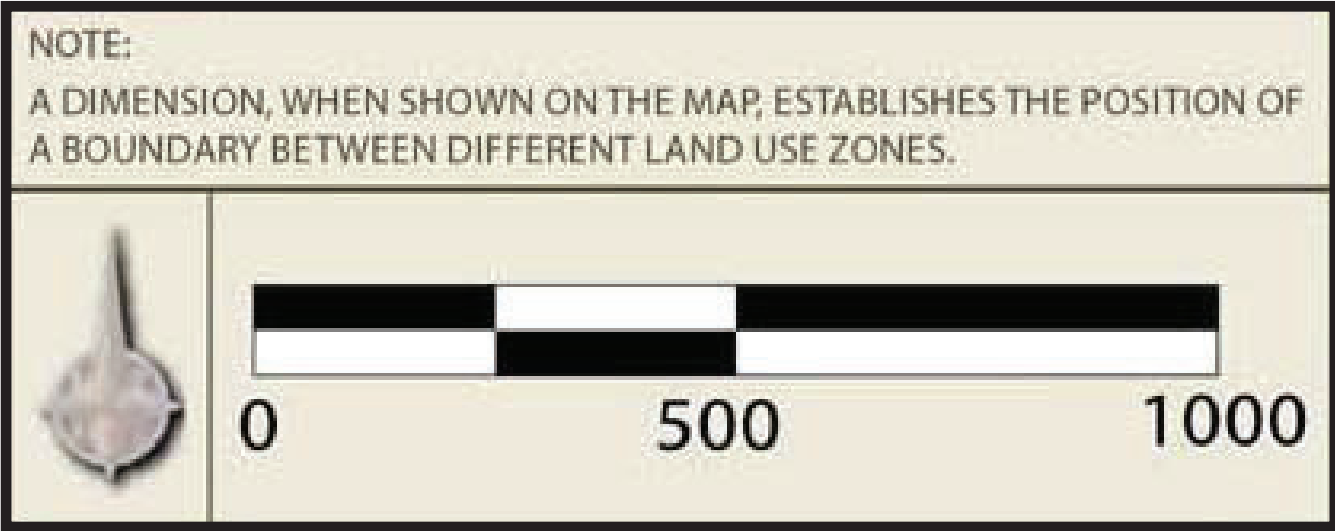 NOTE:
A DIMENSION, WHEN SHOWN ON THE MAP, ESTABLISHES THE POSITION OF
A BOUNDARY BETWEEN DIFFERENT LAND USE ZONES.
0 500 1000